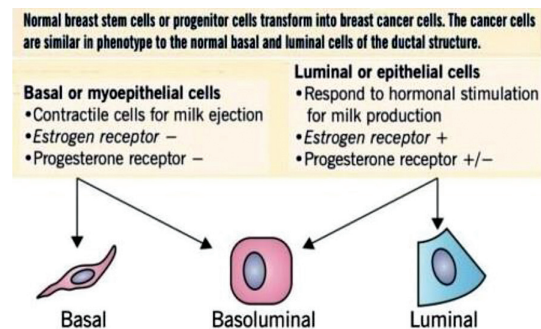 Normal breast stem cells or progenitor cells transform into breast cancer cells. The cancer cells
are similar in phenotype to the normal basal and luminal cells of the ductal structure.
Basal or myoepithelial cells
•Contractile cells for milk ejection
•Estrogen receptor −
•Progesterone receptor −
Luminal or epithelial cells
•Respond to hormonal stimulation
for milk production
•Estrogen receptor +
•Progesterone receptor +/−
Basal
Basoluminal
Luminal